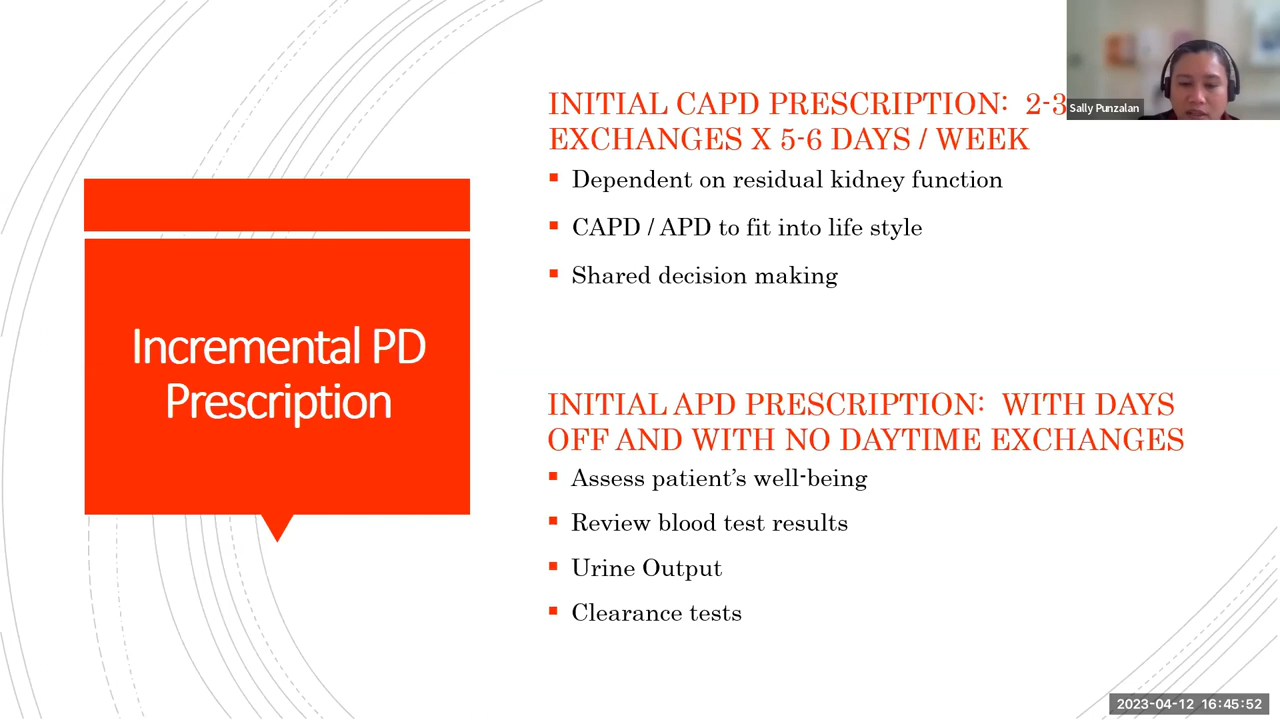 Incremental PD
Prescription
INITIAL CAPD PRESCRIPTION: 2-3
EXCHANGES X 5-6 DAYS / WEEK
▪ Dependent on residual kidney function
▪ CAPD / APD to fit into life style
▪ Shared decision making
INITIAL APD PRESCRIPTION: WITH DAYS
OFF AND WITH NO DAYTIME EXCHANGES
▪ Assess patient’s well-being
▪ Review blood test results
▪ Urine Output
▪ Clearance tests
Sally Punzalan
2023-04-12 16:45:52